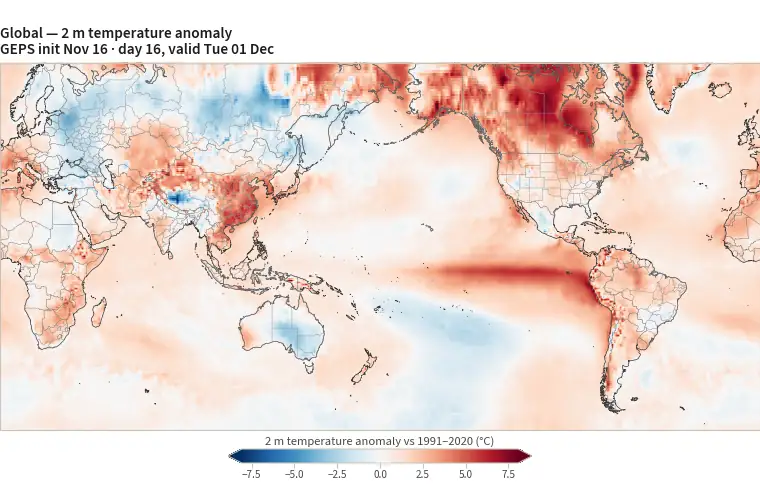 Global — 2 m temperature anomaly
GEPS init Nov 16 · day 16, valid Tue 01 Dec
2 m temperature anomaly vs 1991–2020 (°C)
−7.5 −5.0 −2.5 0.0 2.5 5.0 7.5